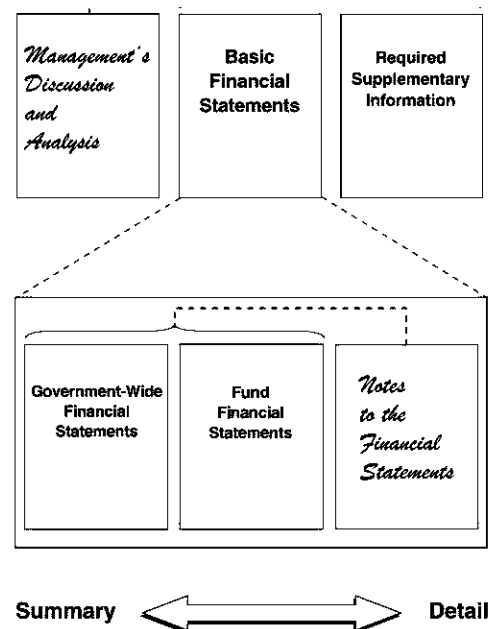 Management's
Discussion
and
Analysis
Basic
Financial
Statements
Required
Supplementary
Information
Government-Wide
Financial
Statements
Fund
Financial
Statements
Notes
to the
Financial
Statements
Summary
Detail